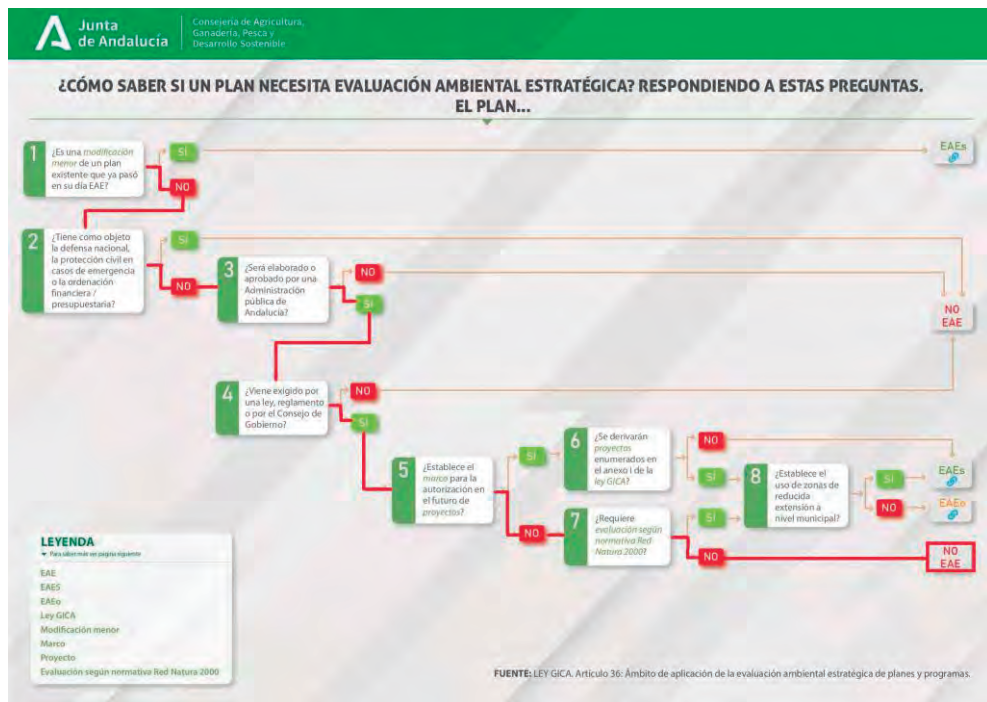 Junta
de Andalucía
Consejería de Agricultura,
Ganadería, Pesca y
Desarrollo Sostenible
¿CÓMO SABER SI UN PLAN NECESITA EVALUACIÓN AMBIENTAL ESTRATÉGICA? RESPONDIENDO A ESTAS PREGUNTAS.
EL PLAN...
1
¿Es una modificación
menor de un plan
existente que ya pasó
en su día EAE?
SÍ
NO
EAEs
2
¿Tiene como objeto
la defensa nacional,
la protección civil en
casos de emergencia
o la ordenación
financiera /
presupuestaria?
SÍ
NO
3
¿Será elaborado o
aprobado por una
Administración
pública de
Andalucía?
NO
SÍ
NO
EAE
4
¿Viene exigido por
una ley, reglamento
o por el Consejo de
Gobierno?
NO
SÍ
5
¿Establece el
marco para la
autorización en
el futuro de
proyectos?
SÍ
NO
6
¿Se derivarán
proyectos
enumerados en
el anexo I de la
ley GICA?
NO
SÍ
7
¿Requiere
evaluación según
normativa Red
Natura 2000?
SÍ
NO
8
¿Establece el
uso de zonas de
reducida
extensión a
nivel municipal?
SÍ
NO
EAEs
EAEo
NO
EAE
LEYENDA
Para saber más ver página siguiente
EAE
EAES
EAEo
Ley GICA
Modificación menor
Marco
Proyecto
Evaluación según normativa Red Natura 2000
FUENTE: LEY GICA. Artículo 36: Ámbito de aplicación de la evaluación ambiental estratégica de planes y programas.